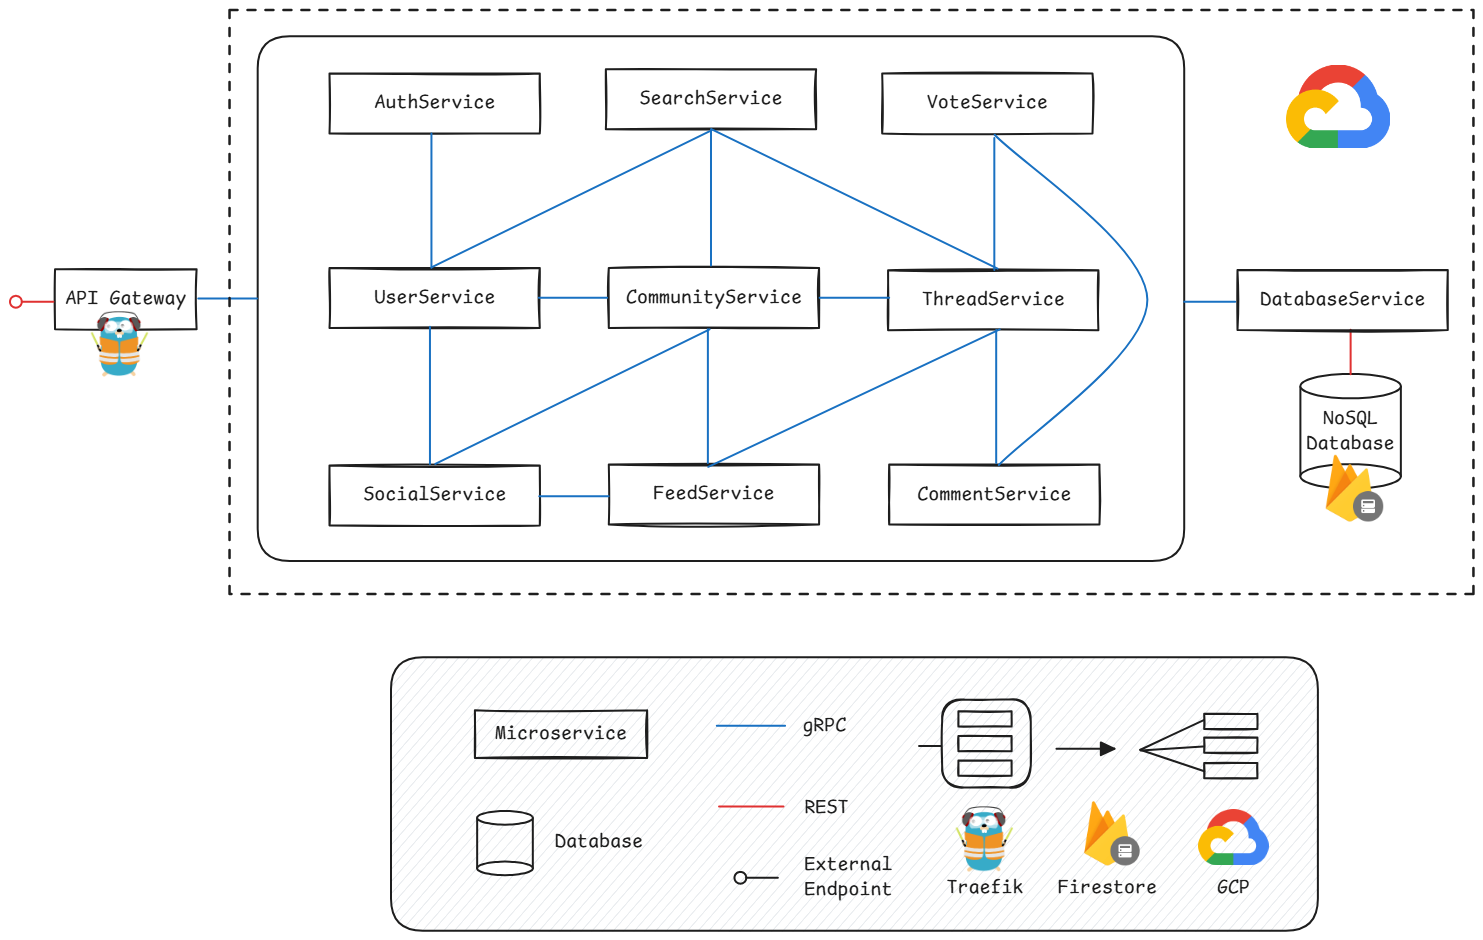 AuthService
SearchService
VoteService
API Gateway
UserService
CommunityService
ThreadService
DatabaseService
NoSQL
Database
SocialService
FeedService
CommentService
Microservice
gRPC
REST
Database
External
Endpoint
Traefik
Firestore
GCP